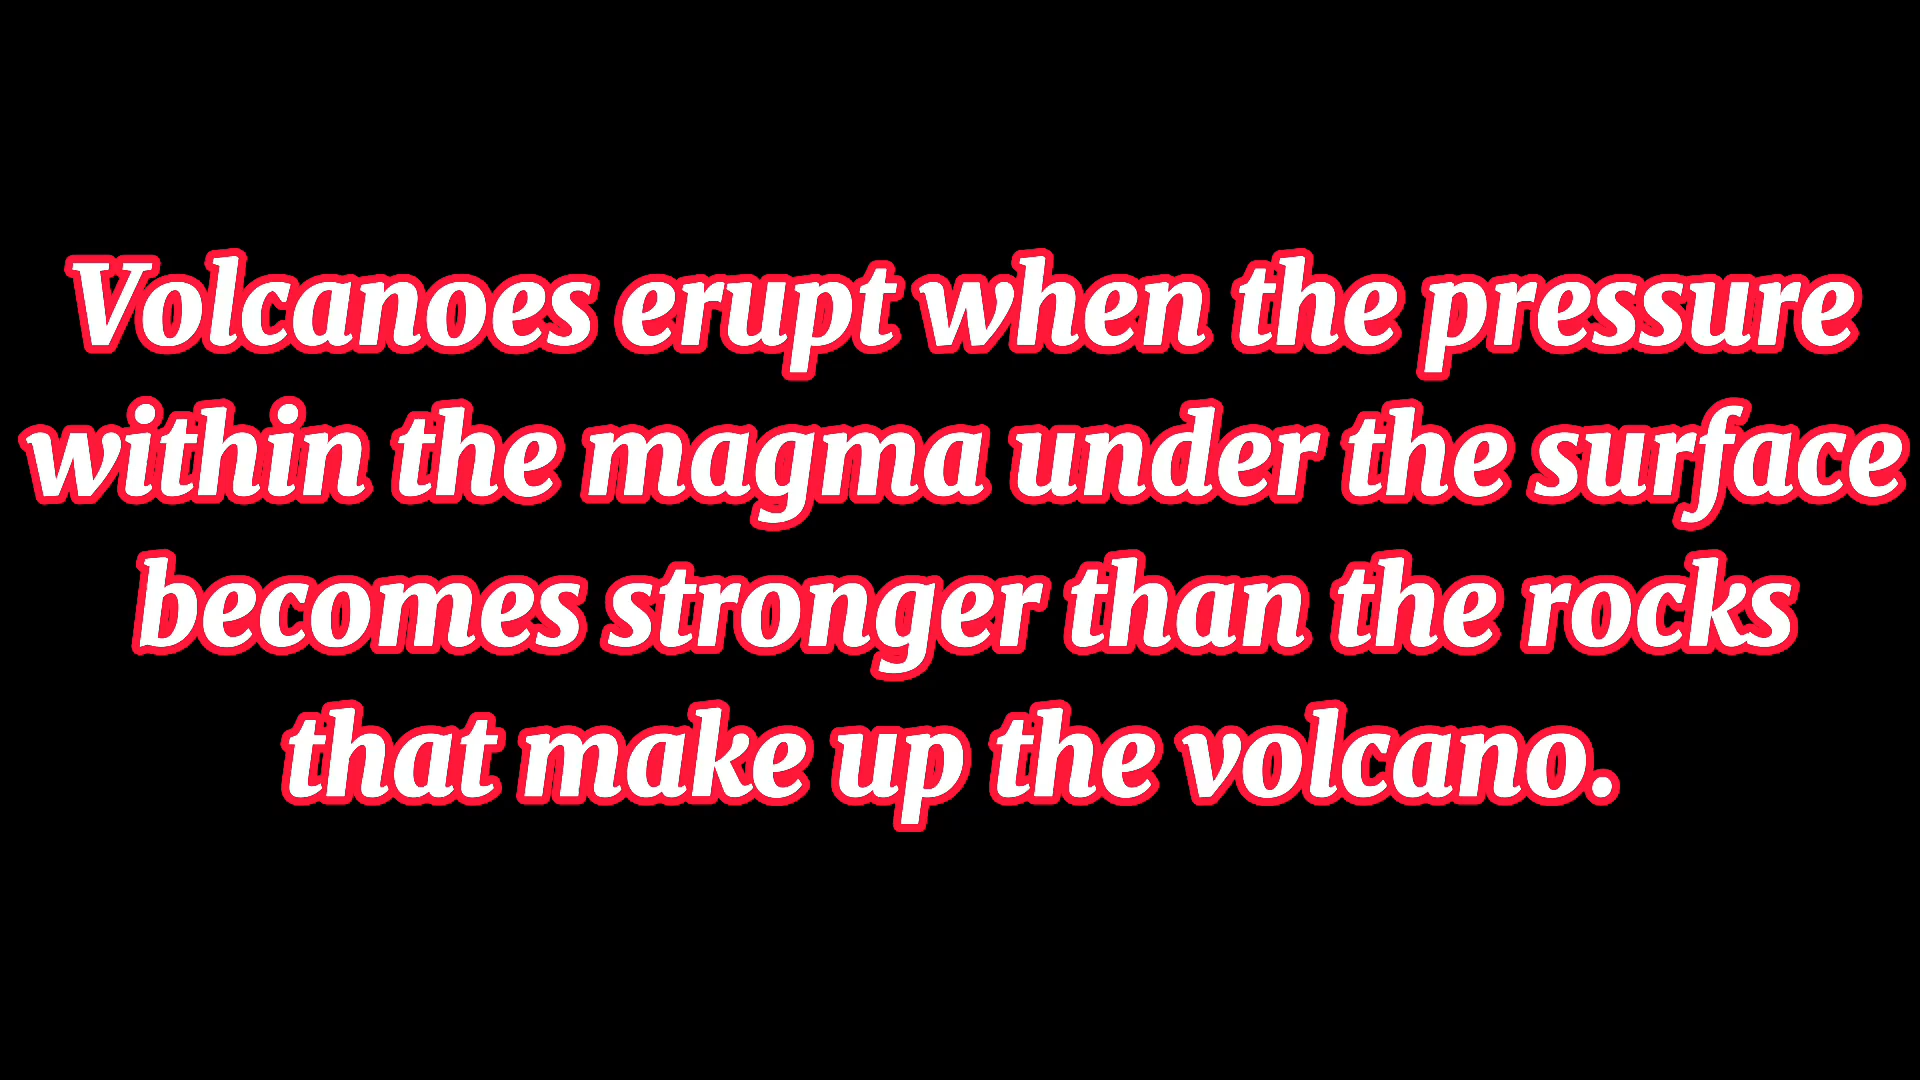 Volcanoes erupt when the pressure
within the magma under the surface
becomes stronger than the rocks
that make up the volcano.